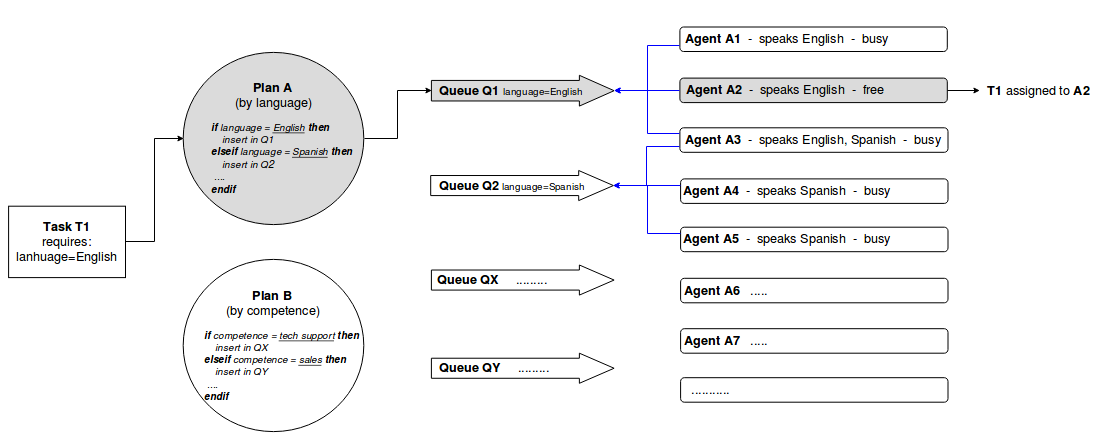 Task T1
requires:
lanhuage=English
Plan A
(by language)
if language = English then
insert in Q1
elseif language = Spanish then
insert in Q2
....
endif
Plan B
(by competence)
if competence = tech support then
insert in QX
elseif competence = sales then
insert in QY
....
endif
Queue Q1 language=English
Queue Q2 language=Spanish
Queue QX .........
Queue QY .........
Agent A1 - speaks English - busy
Agent A2 - speaks English - free
Agent A3 - speaks English, Spanish - busy
Agent A4 - speaks Spanish - busy
Agent A5 - speaks Spanish - busy
Agent A6 .....
Agent A7 .....
...........
T1 assigned to A2